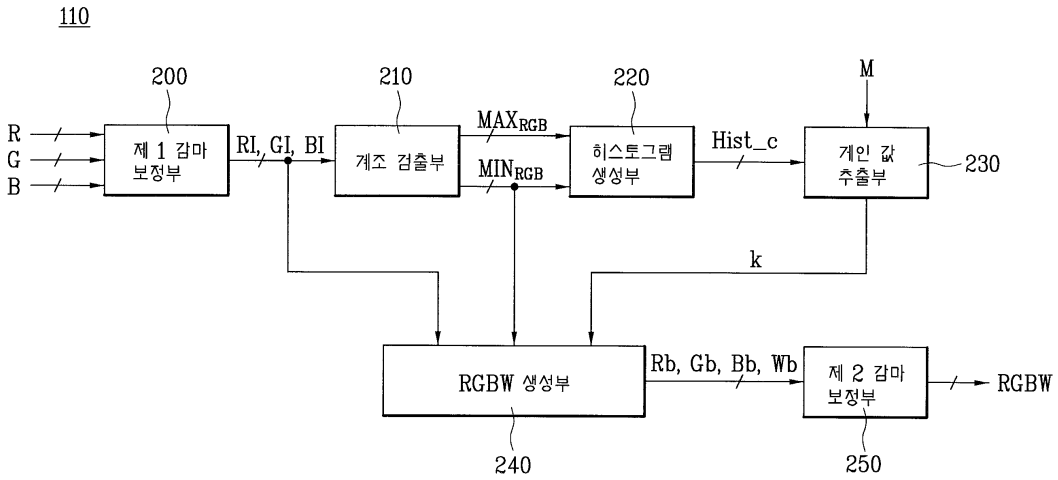 110
200
210
220
M
R
G
B
제 1 감마
보정부
RI, GI, BI
계조 검출부
MAXRGB
MINRGB
히스토그램
생성부
Hist_c
게인 값
추출부
230
k
RGBW 생성부
Rb, Gb, Bb, Wb
제 2 감마
보정부
RGBW
240
250